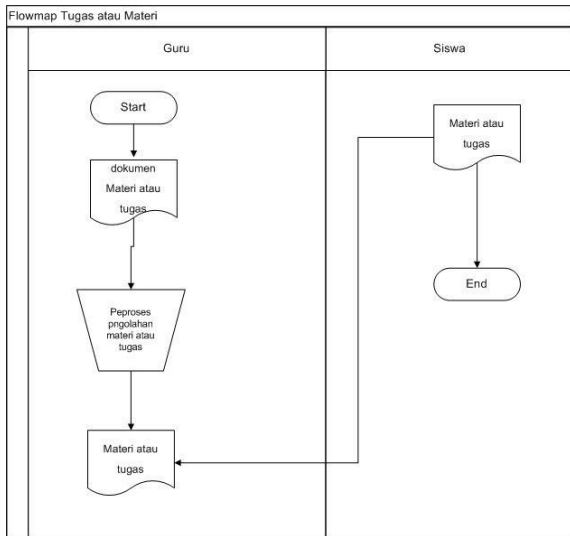 Flowmap Tugas atau Materi
Guru
Siswa
Start
dokumen
Materi atau
tugas
Peproses
pngolahan
materi atau
tugas
Materi atau
tugas
Materi atau
tugas
End